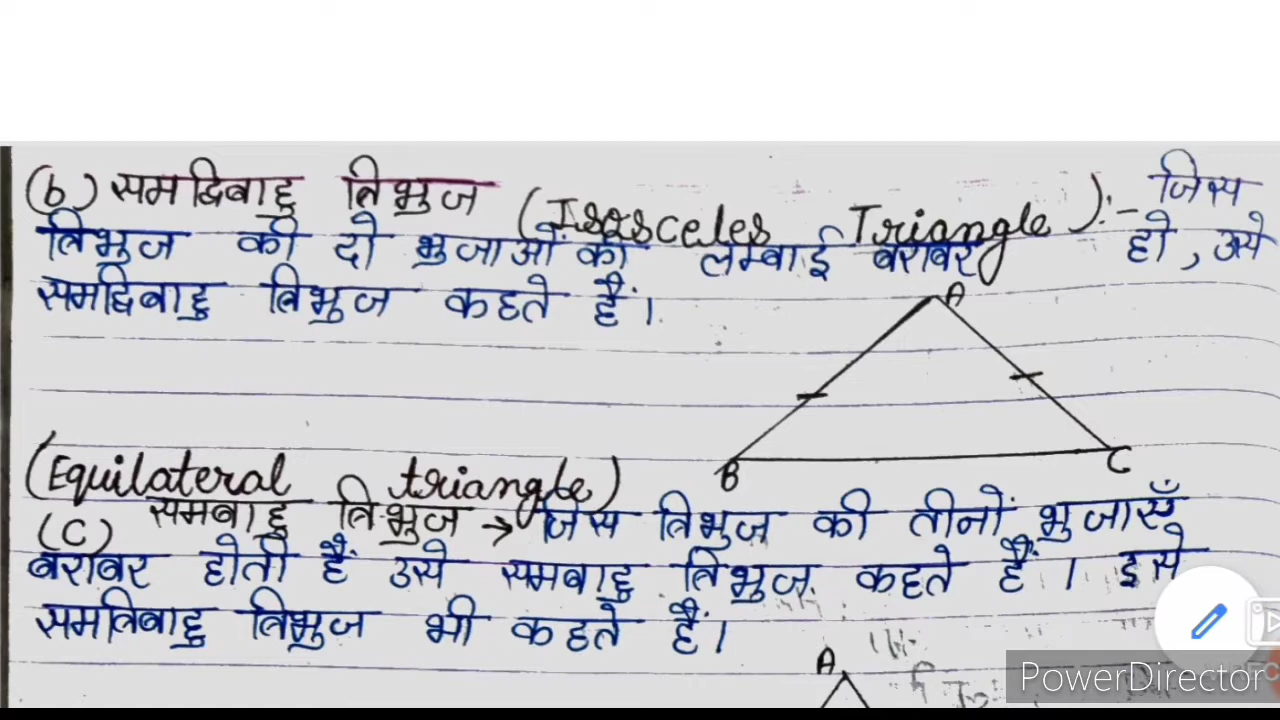 (b) समद्विबाहु त्रिभुज (Isosceles Triangle):- जिस
त्रिभुज की दो भुजाओं की लम्बाई बराबर हो, उसे
समद्विबाहु त्रिभुज कहते हैं।
A
B
C
(Equilateral triangle)
(C) समबाहु त्रिभुज → जिस त्रिभुज की तीनों भुजाएँ
बराबर होती हैं उसे समबाहु त्रिभुज कहते हैं। इसे
समत्रिबाहु त्रिभुज भी कहते हैं।
A
PowerDirector